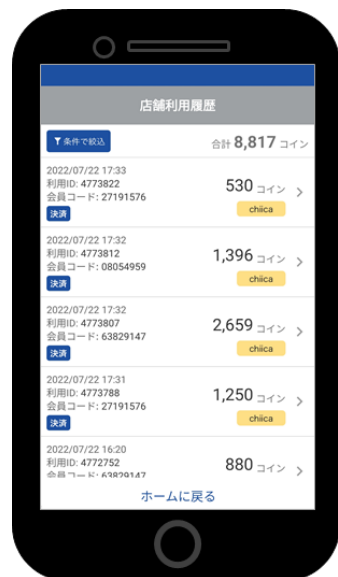 店舗利用履歴
条件で絞込
合計 8,817 コイン
2022/07/22 17:33
利用ID: 4773822
530 コイン
会員コード: 27191576
決済
chiica
2022/07/22 17:32
利用ID: 4773812
1,396 コイン
会員コード: 08054959
決済
chiica
2022/07/22 17:32
利用ID: 4773807
2,659 コイン
会員コード: 63829147
決済
chiica
2022/07/22 17:31
利用ID: 4773788
1,250 コイン
会員コード: 27191576
決済
chiica
2022/07/22 16:20
利用ID: 4772752
880 コイン
会員コード: 63829147
ホームに戻る